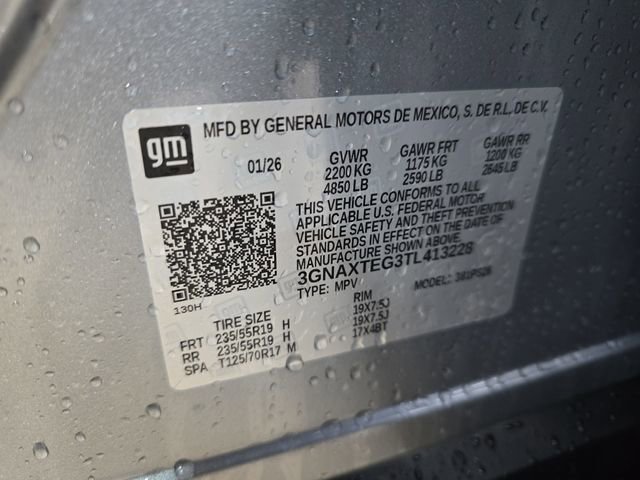 gm
MFD BY GENERAL MOTORS DE MEXICO, S. DE R.L. DE C.V.
01/26
GVWR GAWR FRT GAWR RR
2200 KG 1175 KG 1200 KG
4850 LB 2590 LB 2645 LB
THIS VEHICLE CONFORMS TO ALL
APPLICABLE U.S. FEDERAL MOTOR
VEHICLE SAFETY AND THEFT PREVENTION
STANDARDS IN EFFECT ON THE DATE OF
MANUFACTURE SHOWN ABOVE.
3GNAXTEG3TL413228
TYPE: MPV MODEL:
130H
TIRE SIZE RIM
FRT 235/55R19 H 19X7.5J
RR 235/55R19 H 19X7.5J
SPA T125/70R17 M 17X4BT